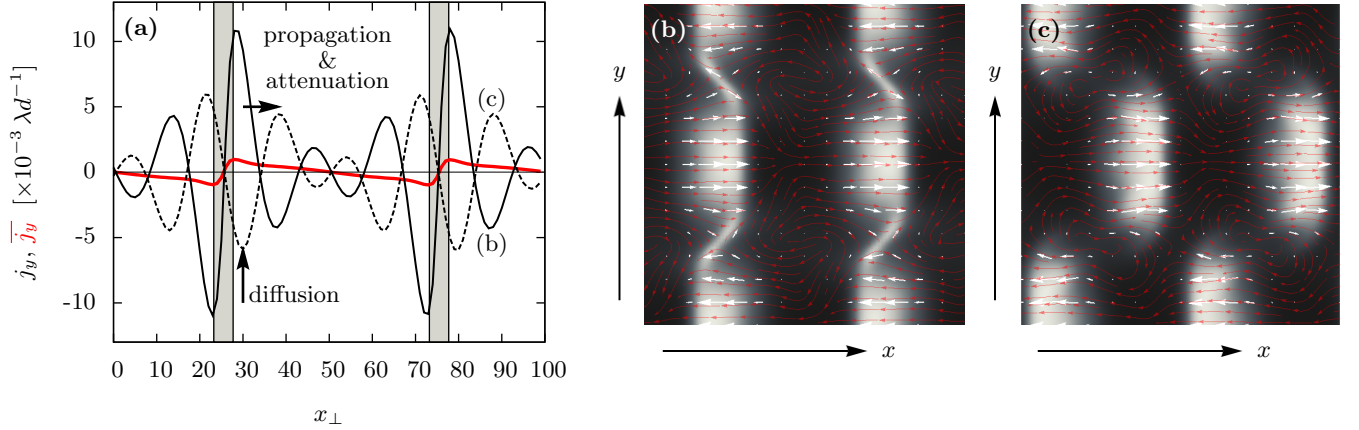 (a)
propagation
&
attenuation
(c)
(b)
diffusion
10
5
0
-5
-10
j_y, \overline{j_y} [×10^{-3} λd^{-1}]
0 10 20 30 40 50 60 70 80 90 100
x_⊥
(b)
y
x
(c)
y
x